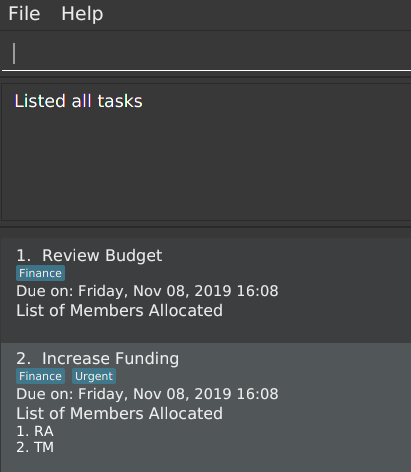 File Help
Listed all tasks
1. Review Budget
Finance
Due on: Friday, Nov 08, 2019 16:08
List of Members Allocated
2. Increase Funding
Finance Urgent
Due on: Friday, Nov 08, 2019 16:08
List of Members Allocated
1. RA
2. TM